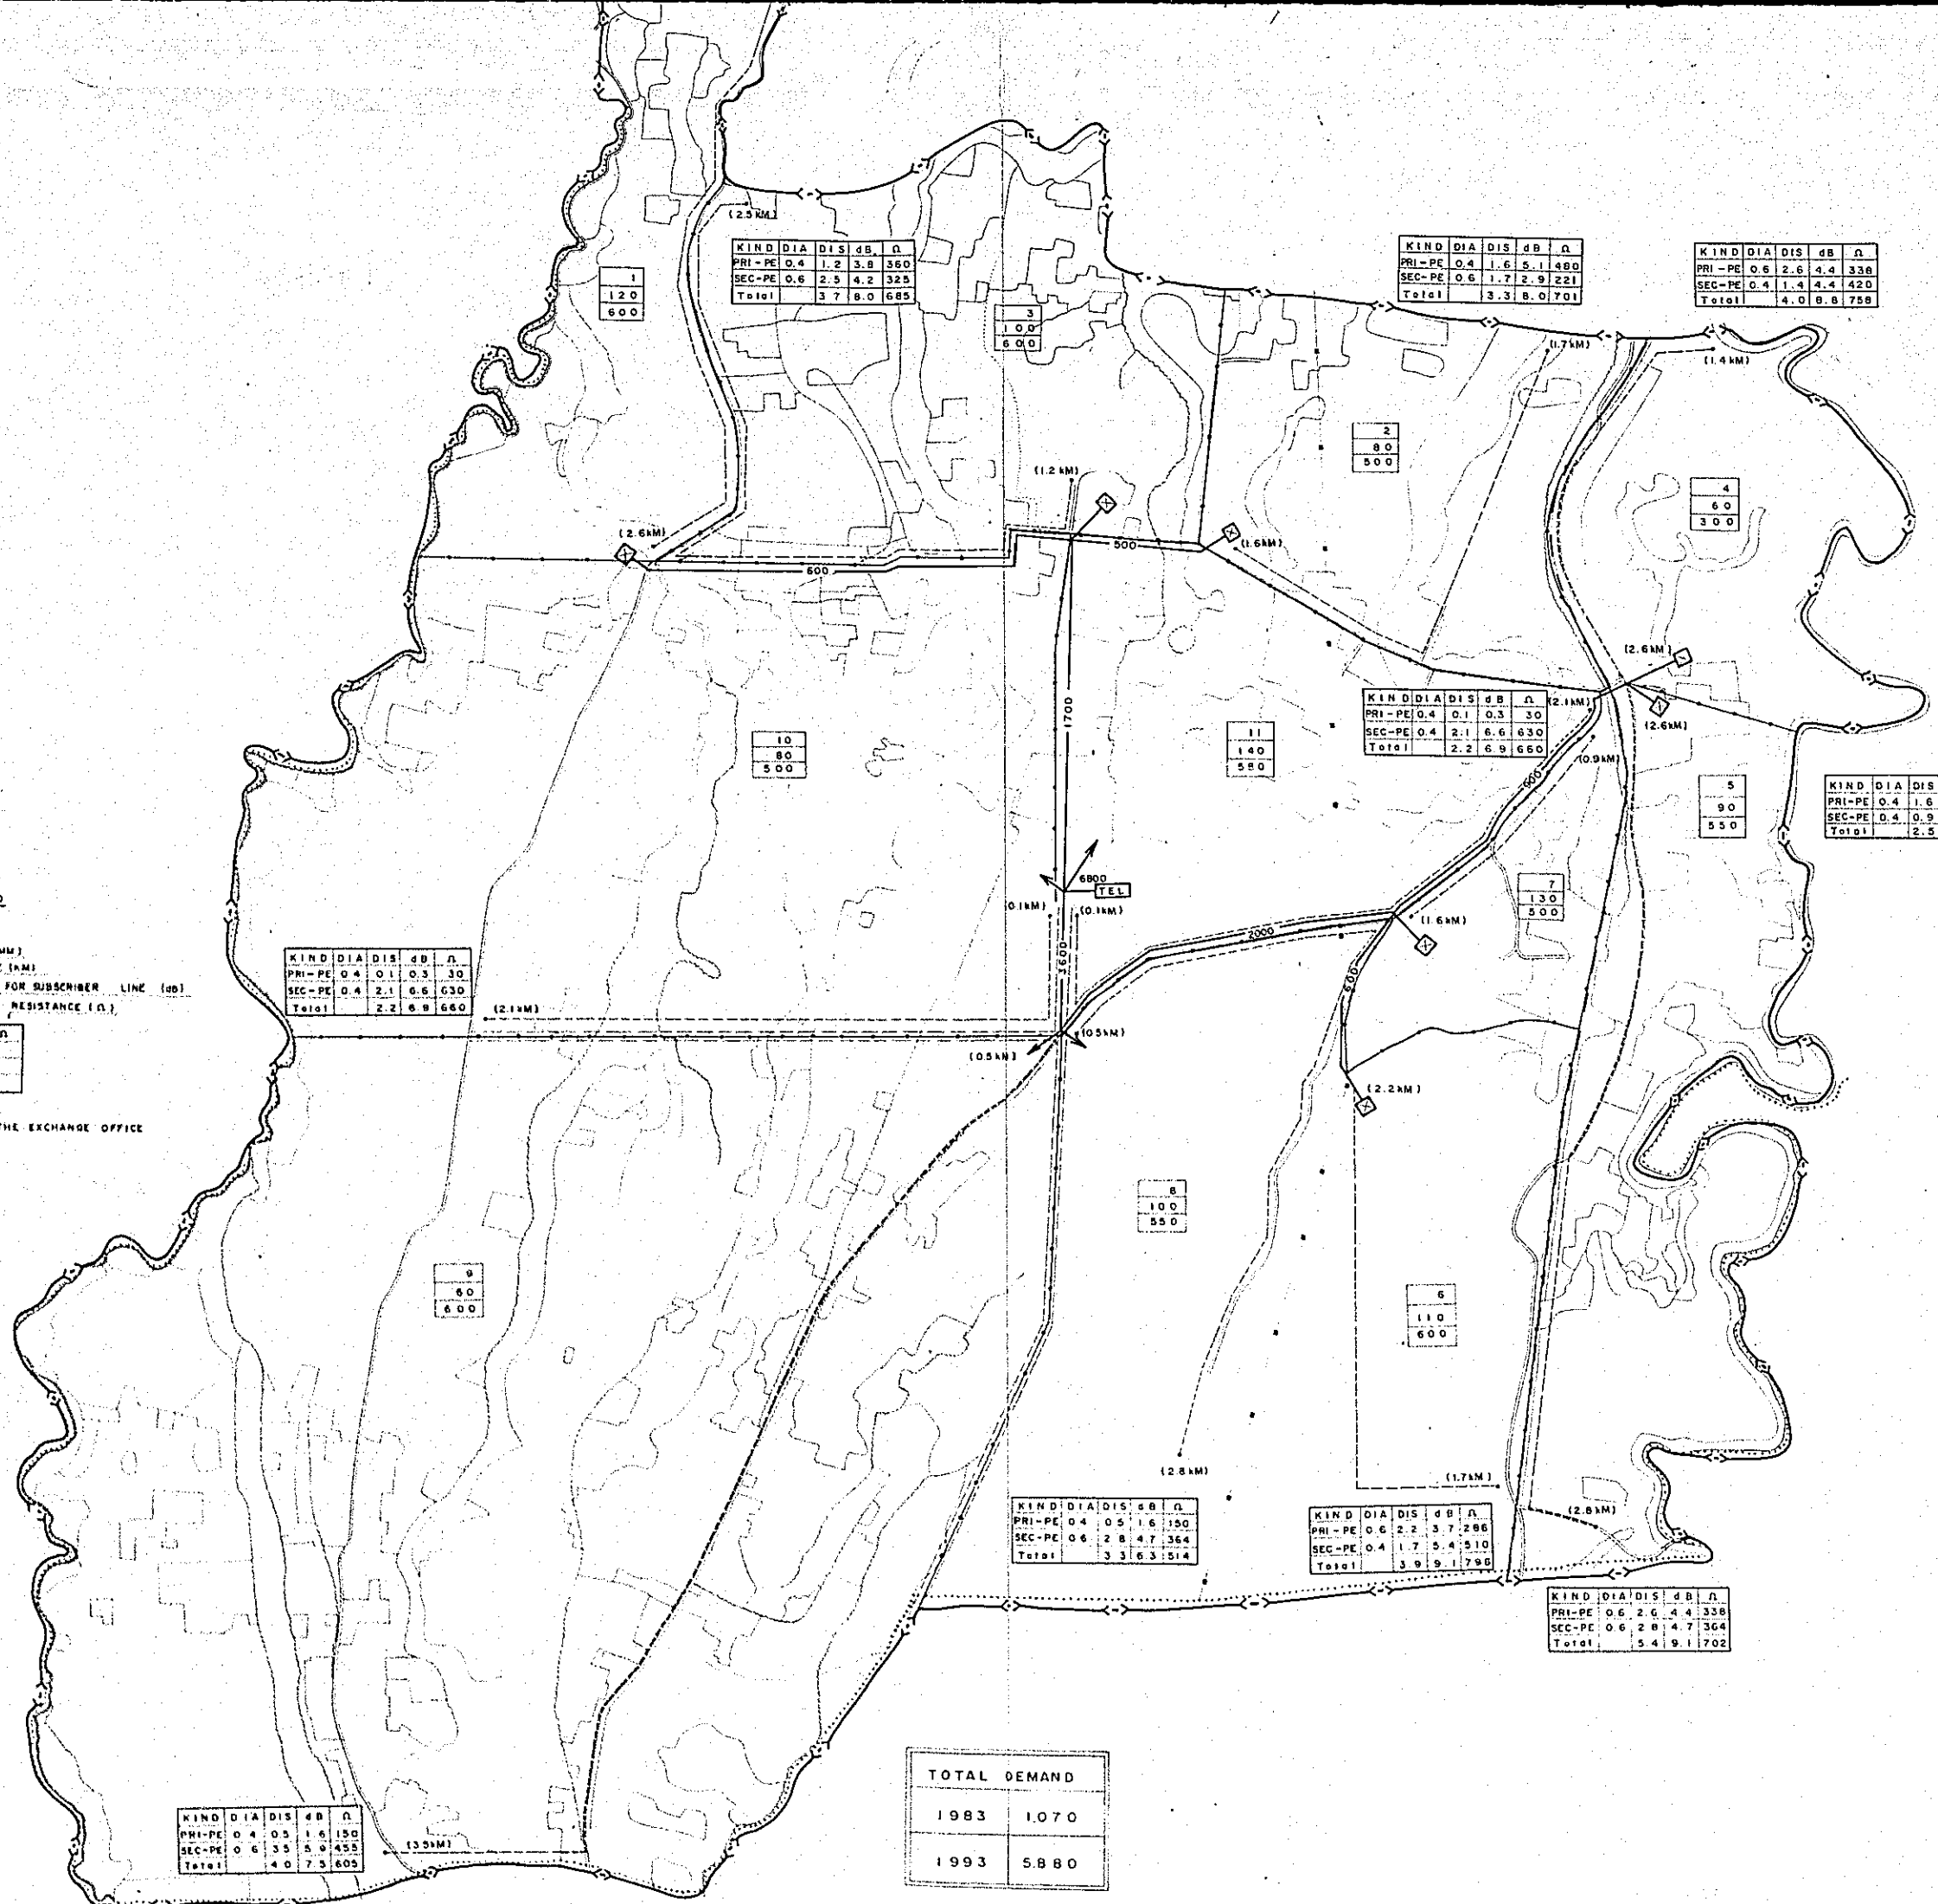 (2.5 KM)
KIND DIA DIS dB Ω
PRI-PE 0.4 1.2 3.8 360
SEC-PE 0.6 2.5 4.2 325
Total 3.7 8.0 685
KIND DIA DIS dB Ω
PRI-PE 0.4 1.6 5.1 480
SEC-PE 0.6 1.7 2.9 221
Total 3.3 8.0 701
KIND DIA DIS dB Ω
PRI-PE 0.6 2.6 4.4 338
SEC-PE 0.4 1.4 4.4 420
Total 4.0 8.8 758
1
120
600
3
100
600
(1.7KM)
(1.4KM)
2
80
500
(1.2 KM)
4
60
300
(2.6KM)
600
500
(1.6KM)
(2.6KM)
(2.6KM)
1700
10
80
500
11
140
580
KIND DIA DIS dB Ω
PRI-PE 0.4 0.1 0.3 30
SEC-PE 0.4 2.1 6.6 630
Total 2.2 6.9 660
(2.1KM)
(0.9KM)
900
5
90
550
KIND DIA DIS
PRI-PE 0.4 1.6
SEC-PE 0.4 0.9
Total 2.5
6800
TEL
0.1KM)
(0.1KM)
7
130
500
(1.6KM)
2000
3600
600
(KM)
FOR SUBSCRIBER LINE (dB)
RESISTANCE (Ω)
Ω
THE EXCHANGE OFFICE
KIND DIA DIS dB Ω
PRI-PE 0.4 0.1 0.3 30
SEC-PE 0.4 2.1 6.6 630
Total 2.2 6.9 660
(2.1KM)
(0.5KM)
(0.5KM)
(2.2KM)
8
100
550
9
60
600
6
110
600
(2.8KM)
(1.7KM)
(2.8KM)
KIND DIA DIS dB Ω
PRI-PE 0.4 0.5 1.6 150
SEC-PE 0.6 2.8 4.7 364
Total 3.3 6.3 514
KIND DIA DIS dB Ω
PRI-PE 0.6 2.2 3.7 286
SEC-PE 0.4 1.7 5.4 510
Total 3.9 9.1 796
KIND DIA DIS dB Ω
PRI-PE 0.6 2.6 4.4 338
SEC-PE 0.6 2.8 4.7 364
Total 5.4 9.1 702
TOTAL DEMAND
1983 1.070
1993 5.880
KIND DIA DIS dB Ω
PRI-PE 0.4 0.5 1.6 150
SEC-PE 0.6 3.5 5.9 455
Total 4.0 7.5 605
(3.5KM)